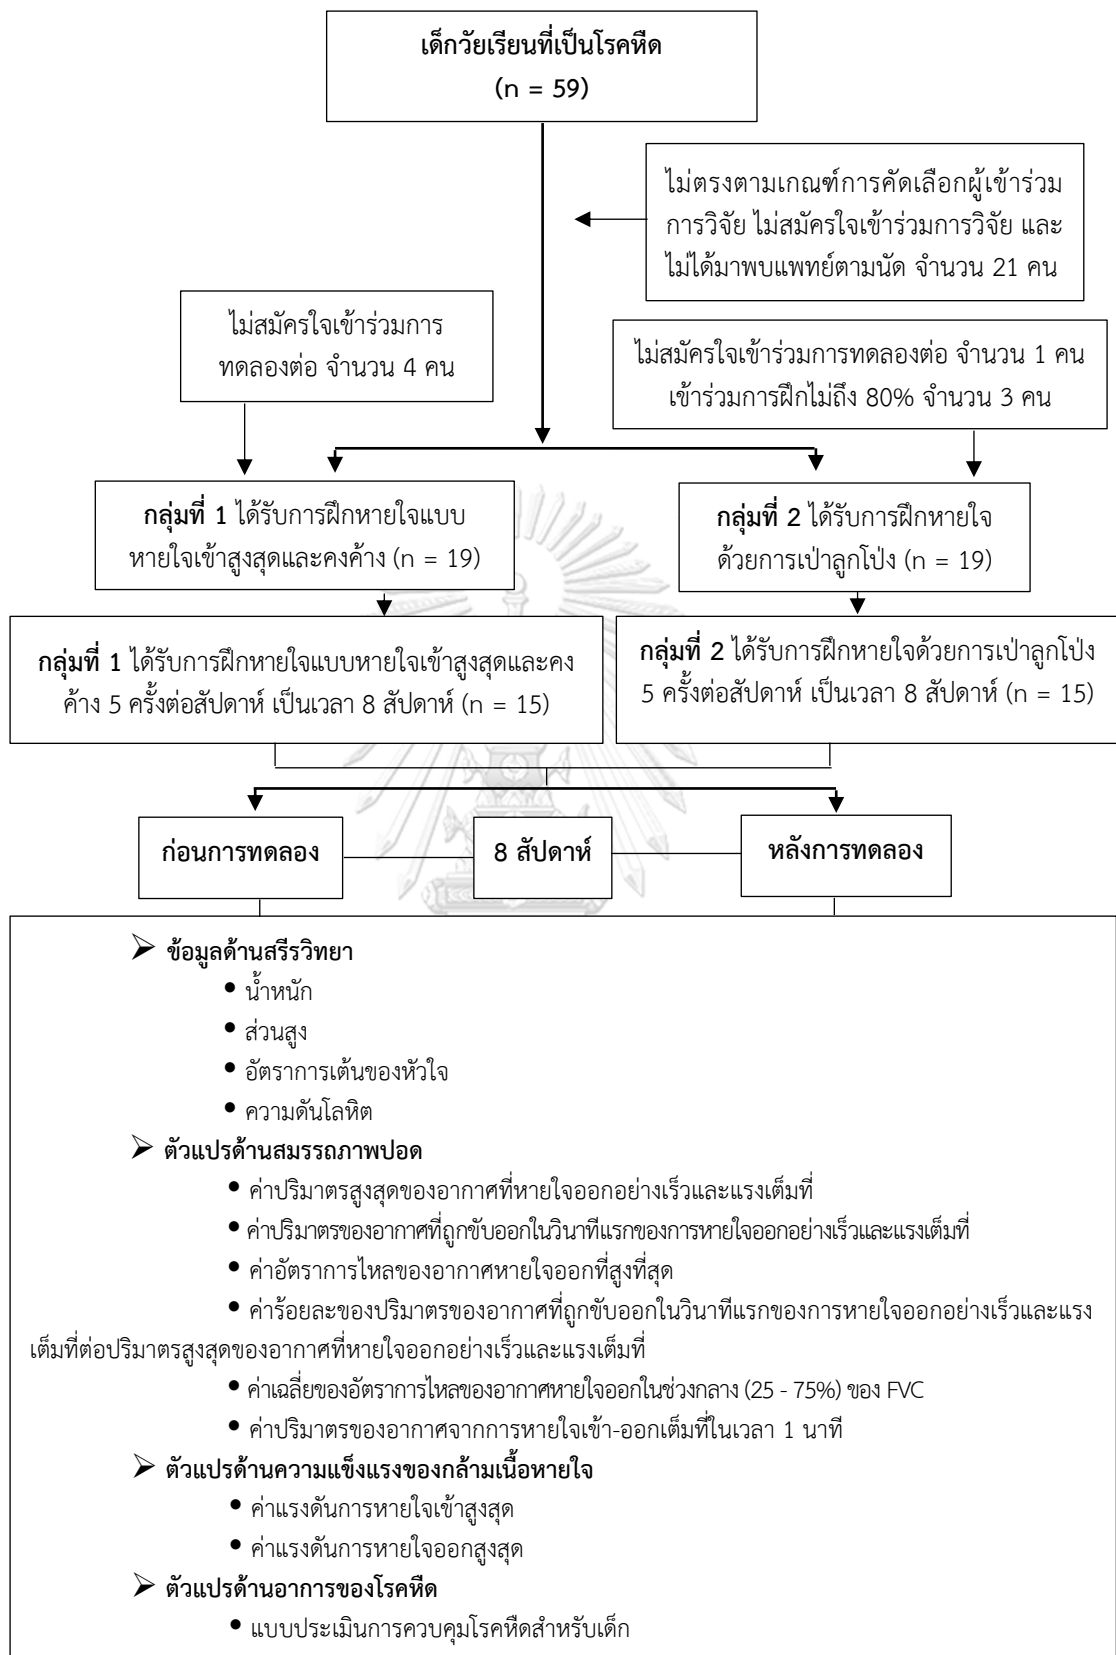 เด็กวัยเรียนที่เป็นโรคหืด
(n = 59)
ไม่ตรงตามเกณฑ์การคัดเลือกผู้เข้าร่วม
การวิจัย ไม่สมัครใจเข้าร่วมการวิจัย และ
ไม่ได้มาพบแพทย์ตามนัด จำนวน 21 คน
ไม่สมัครใจเข้าร่วมการ
ทดลองต่อ จำนวน 4 คน
ไม่สมัครใจเข้าร่วมการทดลองต่อ จำนวน 1 คน
เข้าร่วมการฝึกไม่ถึง 80% จำนวน 3 คน
กลุ่มที่ 1 ได้รับการฝึกหายใจแบบ
หายใจเข้าสูงสุดและคงค้าง (n = 19)
กลุ่มที่ 2 ได้รับการฝึกหายใจ
ด้วยการเป่าลูกโป่ง (n = 19)
กลุ่มที่ 1 ได้รับการฝึกหายใจแบบหายใจเข้าสูงสุดและคง
ค้าง 5 ครั้งต่อสัปดาห์ เป็นเวลา 8 สัปดาห์ (n = 15)
กลุ่มที่ 2 ได้รับการฝึกหายใจด้วยการเป่าลูกโป่ง
5 ครั้งต่อสัปดาห์ เป็นเวลา 8 สัปดาห์ (n = 15)
ก่อนการทดลอง
8 สัปดาห์
หลังการทดลอง
➢ ข้อมูลด้านสรีรวิทยา
• น้ำหนัก
• ส่วนสูง
• อัตราการเต้นของหัวใจ
• ความดันโลหิต
➢ ตัวแปรด้านสมรรถภาพปอด
• ค่าปริมาตรสูงสุดของอากาศที่หายใจออกอย่างเร็วและแรงเต็มที่
• ค่าปริมาตรของอากาศที่ถูกขับออกในวินาทีแรกของการหายใจออกอย่างเร็วและแรงเต็มที่
• ค่าอัตราการไหลของอากาศหายใจออกที่สูงที่สุด
• ค่าร้อยละของปริมาตรของอากาศที่ถูกขับออกในวินาทีแรกของการหายใจออกอย่างเร็วและแรง
เต็มที่ต่อปริมาตรสูงสุดของอากาศที่หายใจออกอย่างเร็วและแรงเต็มที่
• ค่าเฉลี่ยของอัตราการไหลของอากาศหายใจออกในช่วงกลาง (25 - 75%) ของ FVC
• ค่าปริมาตรของอากาศจากการหายใจเข้า-ออกเต็มที่ในเวลา 1 นาที
➢ ตัวแปรด้านความแข็งแรงของกล้ามเนื้อหายใจ
• ค่าแรงดันการหายใจเข้าสูงสุด
• ค่าแรงดันการหายใจออกสูงสุด
➢ ตัวแปรด้านอาการของโรคหืด
• แบบประเมินการควบคุมโรคหืดสำหรับเด็ก